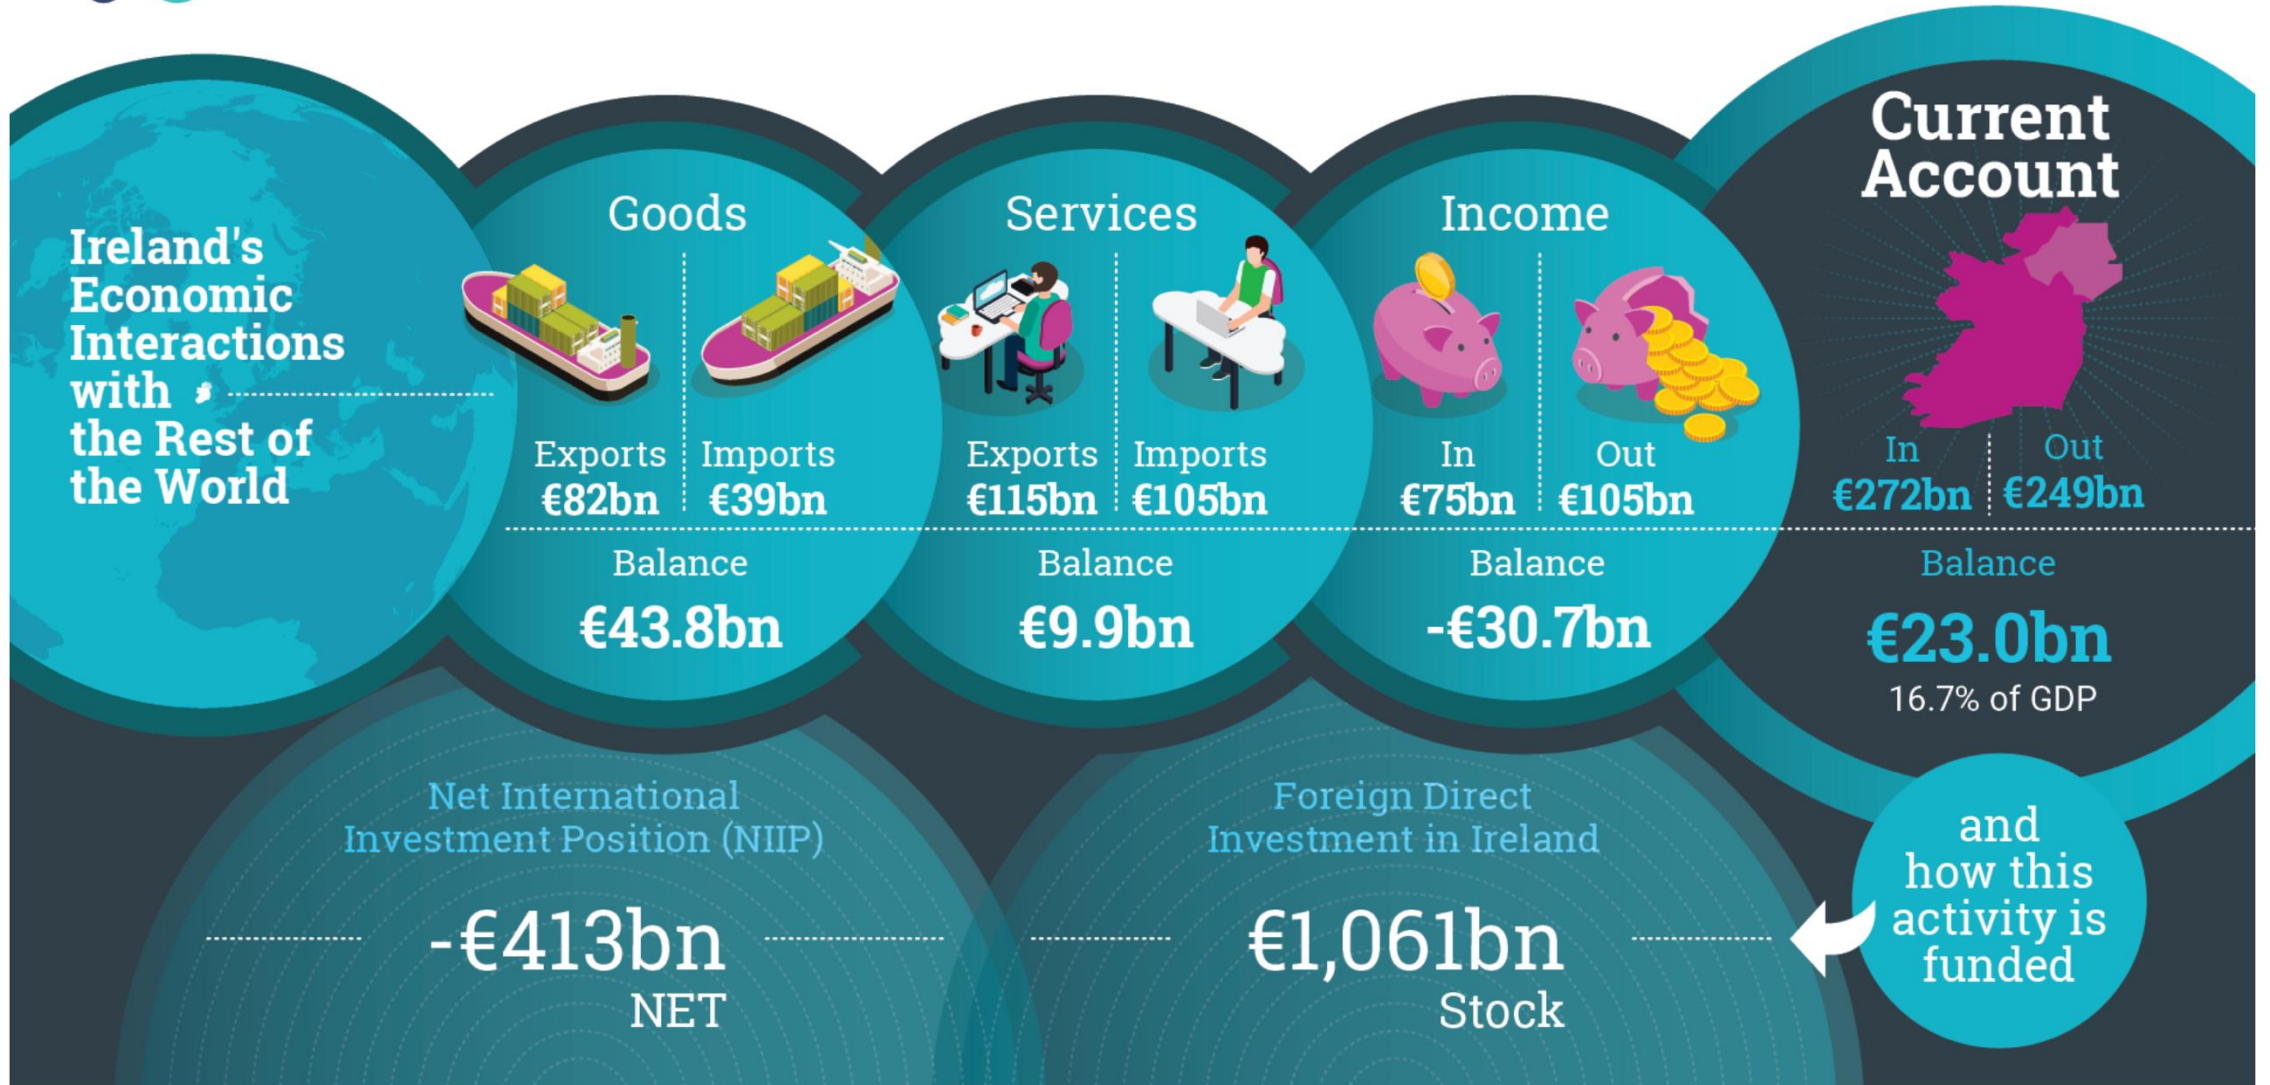 Ireland's
Economic
Interactions
with
the Rest of
the World
Goods
Exports
€82bn
Imports
€39bn
Balance
€43.8bn
Services
Exports
€115bn
Imports
€105bn
Balance
€9.9bn
Income
In
€75bn
Out
€105bn
Balance
-€30.7bn
Current
Account
In
€272bn
Out
€249bn
Balance
€23.0bn
16.7% of GDP
and
how this
activity is
funded
Net International
Investment Position (NIIP)
-€413bn
NET
Foreign Direct
Investment in Ireland
€1,061bn
Stock